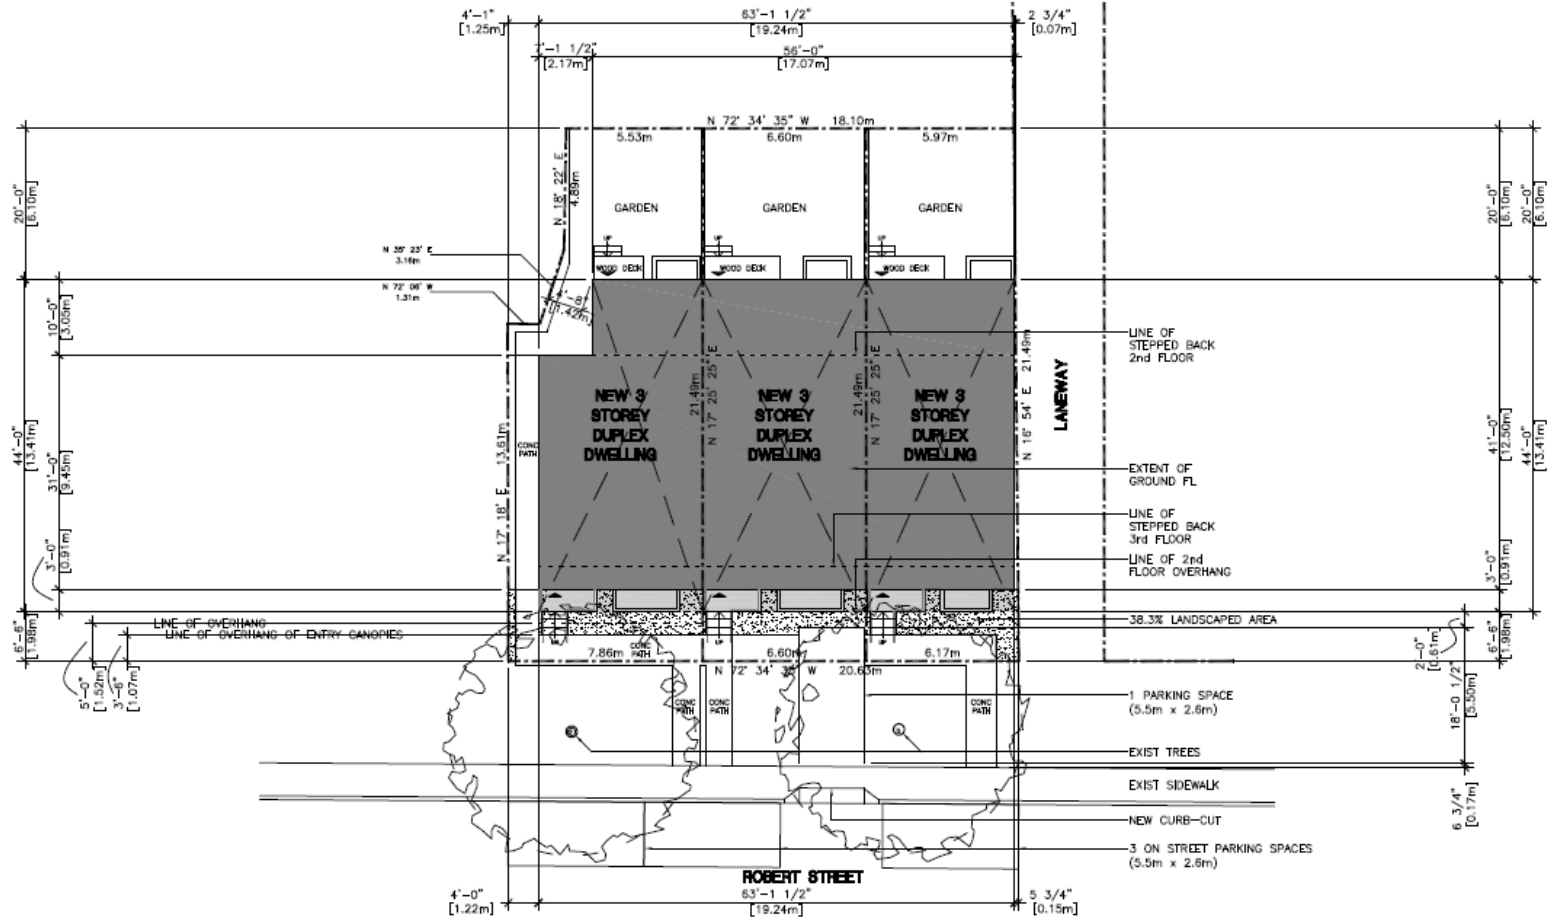 4'-1"
[1.25m]
63'-1 1/2"
[19.24m]
2 3/4"
[0.07m]
7'-1 1/2"
[2.17m]
56'-0"
[17.07m]
N 72° 34' 35" W 18.10m
5.53m
6.60m
5.97m
N 18° 22' E
4.89m
20'-0"
[6.10m]
20'-0"
[6.10m]
20'-0"
[6.10m]
GARDEN
GARDEN
GARDEN
UP
UP
UP
WOOD DECK
WOOD DECK
WOOD DECK
3.16m
N 72° 06' W
1.31m
4'-8"
[1.42m]
10'-0"
[3.05m]
LINE OF
STEPPED BACK
2nd FLOOR
LANEWAY
N 16° 54' E 21.49m
21.49m
N 17° 25' 25" E
21.49m
N 17° 25' 25" E
NEW 3
STOREY
DUPLEX
DWELLING
NEW 3
STOREY
DUPLEX
DWELLING
NEW 3
STOREY
DUPLEX
DWELLING
CONC
PATH
N 17° 18' E 13.61m
44'-0"
[13.41m]
31'-0"
[9.45m]
41'-0"
[12.50m]
44'-0"
[13.41m]
EXTENT OF
GROUND FL
LINE OF
STEPPED BACK
3rd FLOOR
LINE OF 2nd
FLOOR OVERHANG
3'-0"
[0.91m]
3'-0"
[0.91m]
38.3% LANDSCAPED AREA
LINE OF OVERHANG
LINE OF OVERHANG OF ENTRY CANOPIES
6'-6"
[1.98m]
5'-0"
[1.52m]
3'-6"
[1.07m]
2'-0"
[0.61m]
6'-6"
[1.98m]
UP
UP
UP
7.86m
CONC
PATH
6.60m
6.17m
N 72° 34' 35" W 20.63m
CONC
PATH
CONC
PATH
CONC
PATH
1 PARKING SPACE
(5.5m x 2.6m)
18'-0 1/2"
[5.50m]
EXIST TREES
EXIST SIDEWALK
6 3/4"
[0.17m]
NEW CURB-CUT
3 ON STREET PARKING SPACES
(5.5m x 2.6m)
ROBERT STREET
4'-0"
[1.22m]
63'-1 1/2"
[19.24m]
5 3/4"
[0.15m]